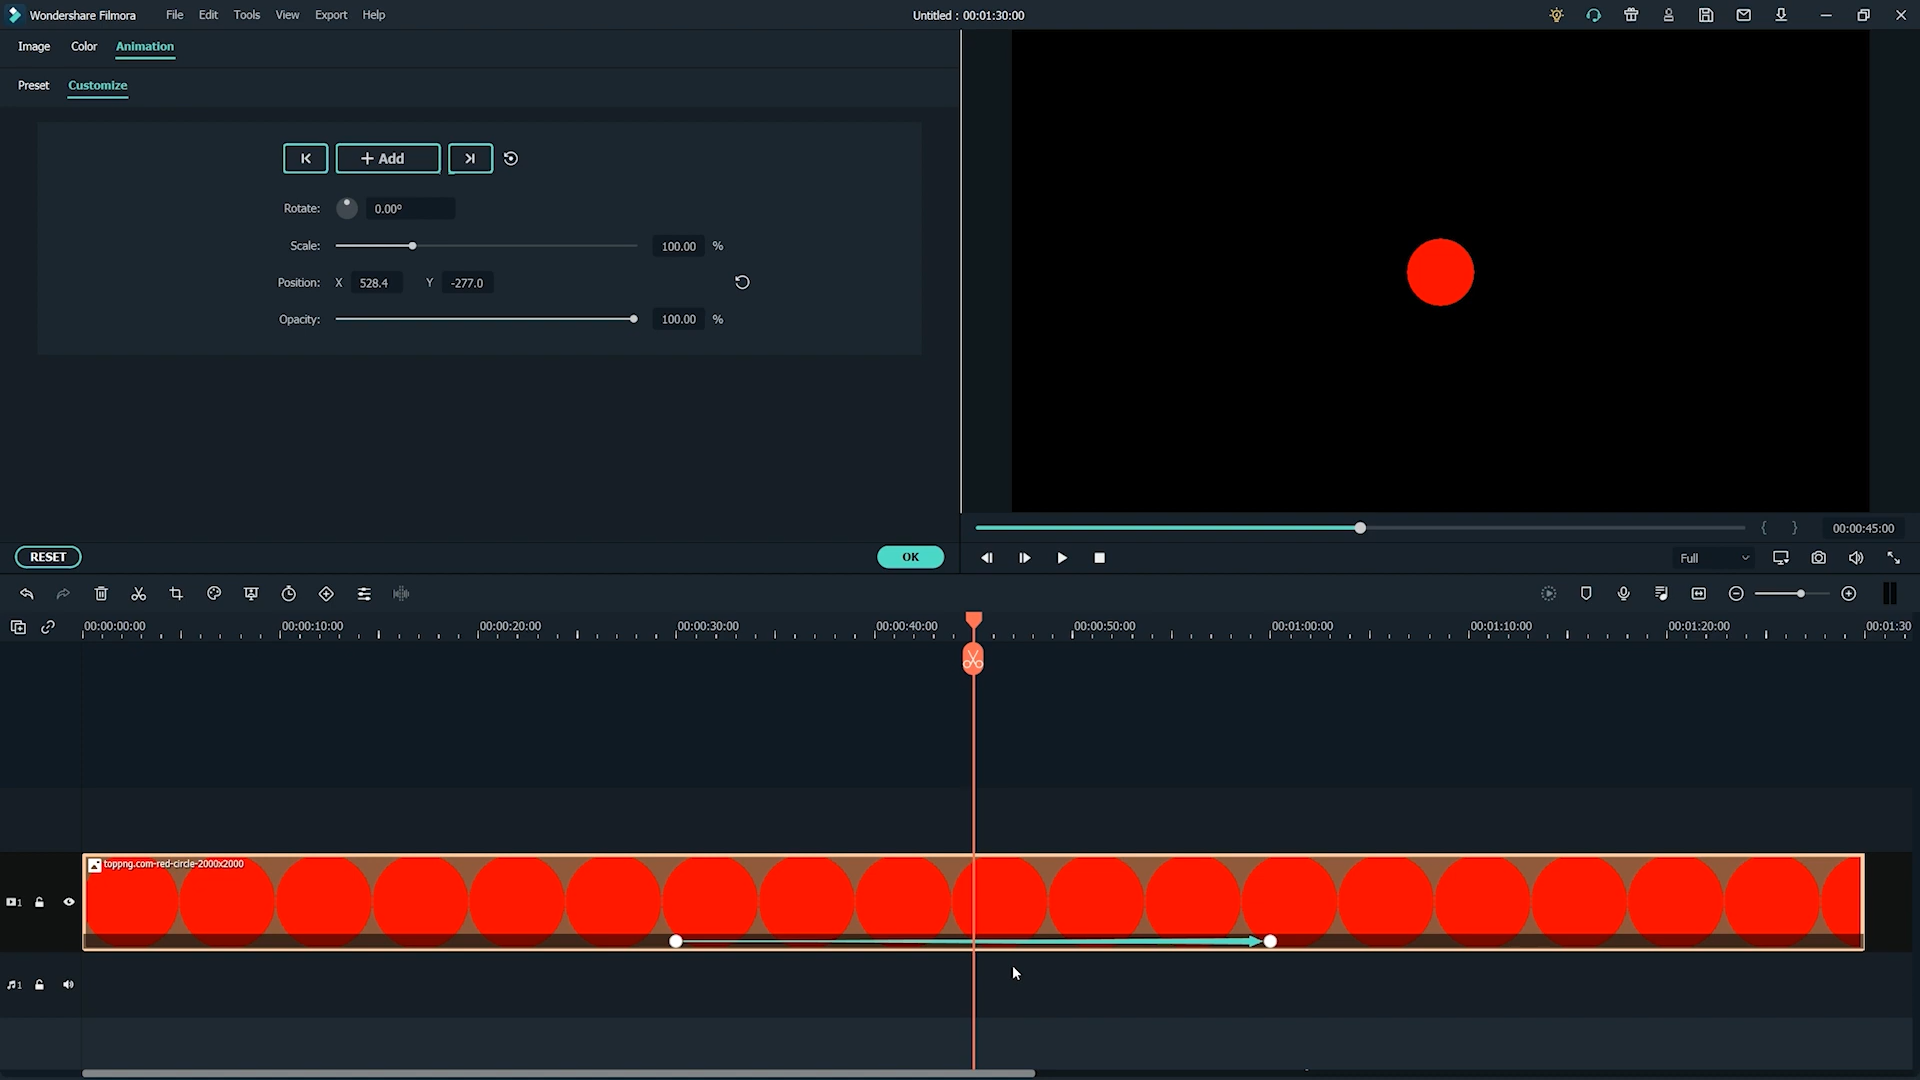 Wondershare Filmora File Edit Tools View Export Help Untitled : 00:01:30:00
Image Color Animation
Preset Customize
+ Add
Rotate: 0.00º
Scale: 100.00 %
Position: X 528.4 Y -277.0
Opacity: 100.00 %
{ } 00:00:45:00
RESET OK Full
00:00:00:00 00:00:10:00 00:00:20:00 00:00:30:00 00:00:40:00 00:00:50:00 00:01:00:00 00:01:10:00 00:01:20:00 00:01:30
toppng.com-red-circle-2000x2000
1
1